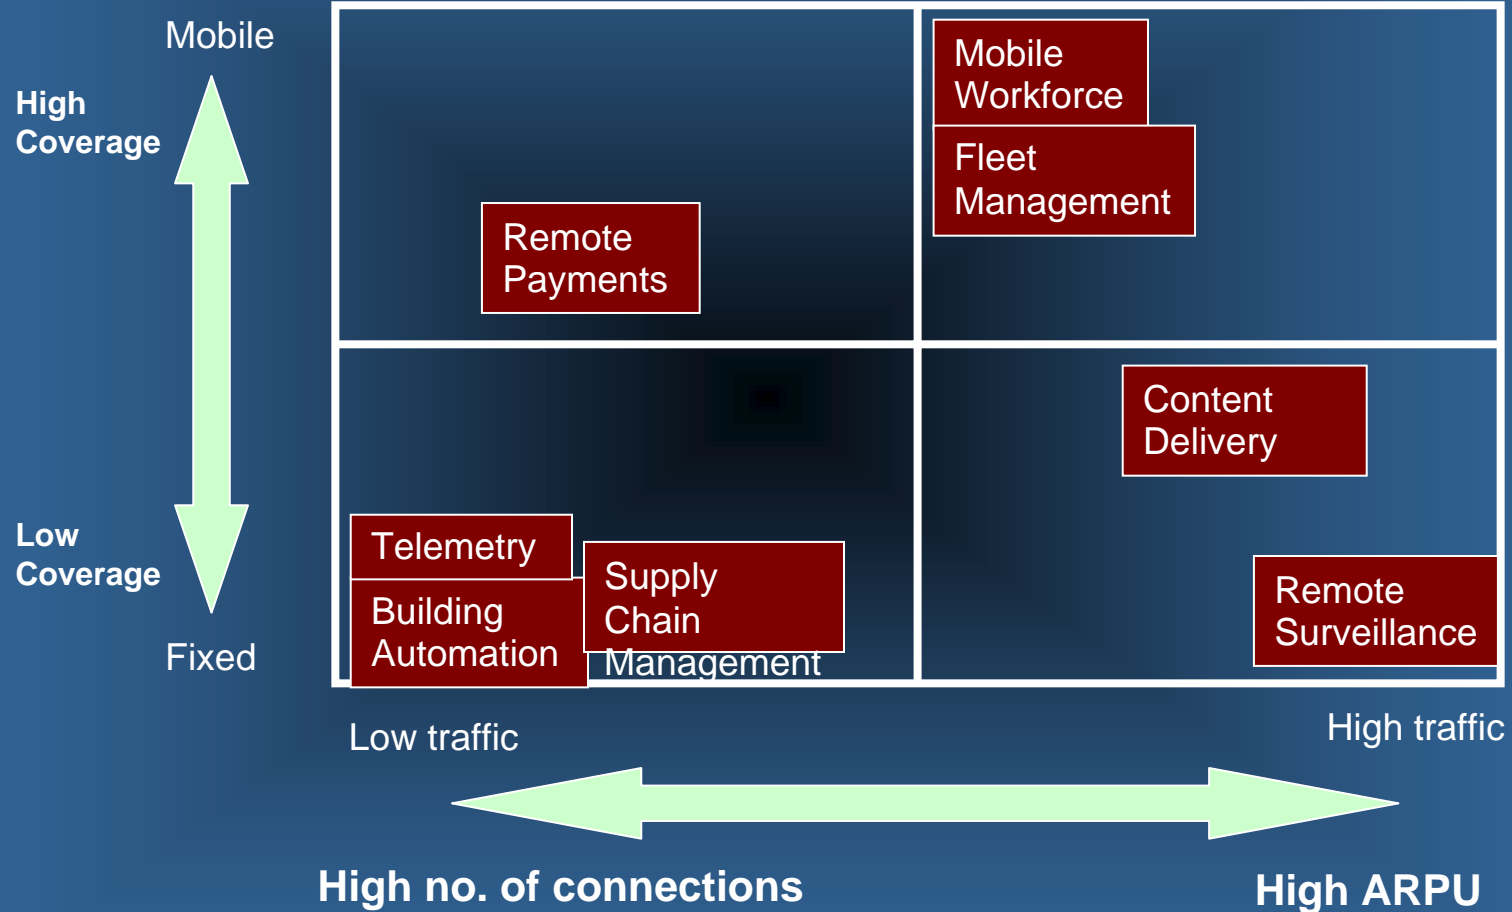 Mobile
High
Coverage
Mobile
Workforce
Fleet
Management
Remote
Payments
Content
Delivery
Low
Coverage
Telemetry
Building
Automation
Supply
Chain
Management
Remote
Surveillance
Fixed
Low traffic
High traffic
High no. of connections
High ARPU